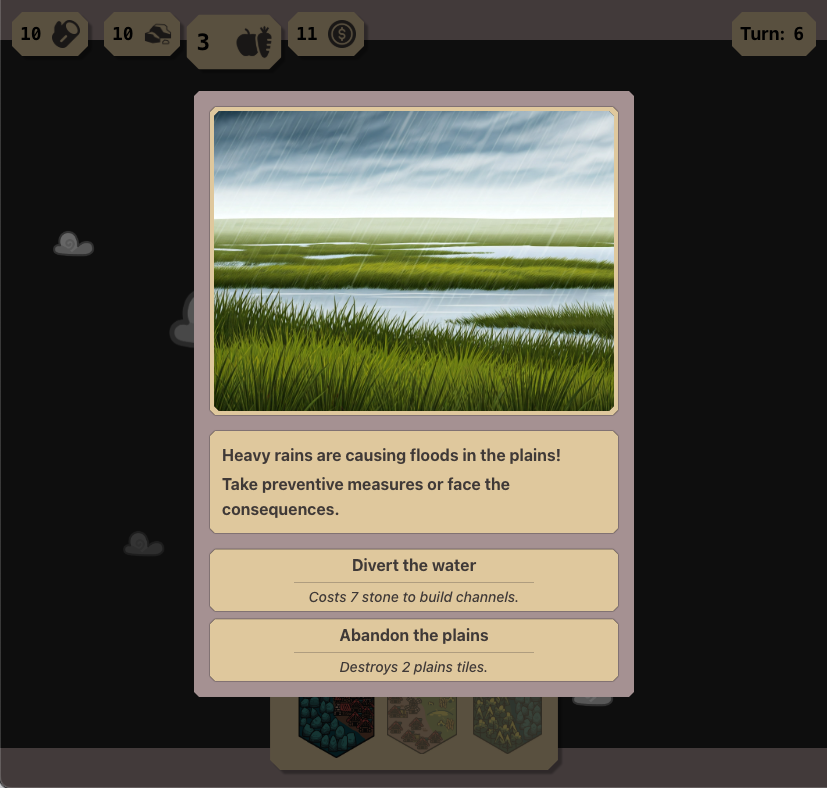 10
10
3
11
Turn: 6
Heavy rains are causing floods in the plains!
Take preventive measures or face the
consequences.
Divert the water
Costs 7 stone to build channels.
Abandon the plains
Destroys 2 plains tiles.